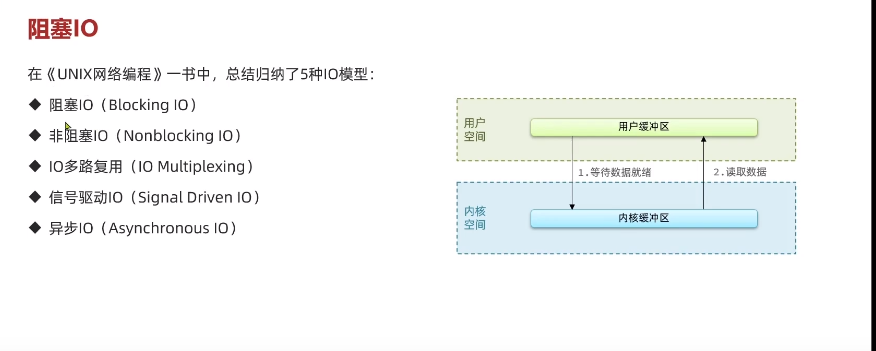 阻塞IO
在《UNIX网络编程》一书中，总结归纳了5种IO模型：
◆ 阻塞IO（Blocking IO）
◆ 非阻塞IO（Nonblocking IO）
◆ IO多路复用（IO Multiplexing）
◆ 信号驱动IO（Signal Driven IO）
◆ 异步IO（Asynchronous IO）
用户
空间
用户缓冲区
1.等待数据就绪
2.读取数据
内核
空间
内核缓冲区